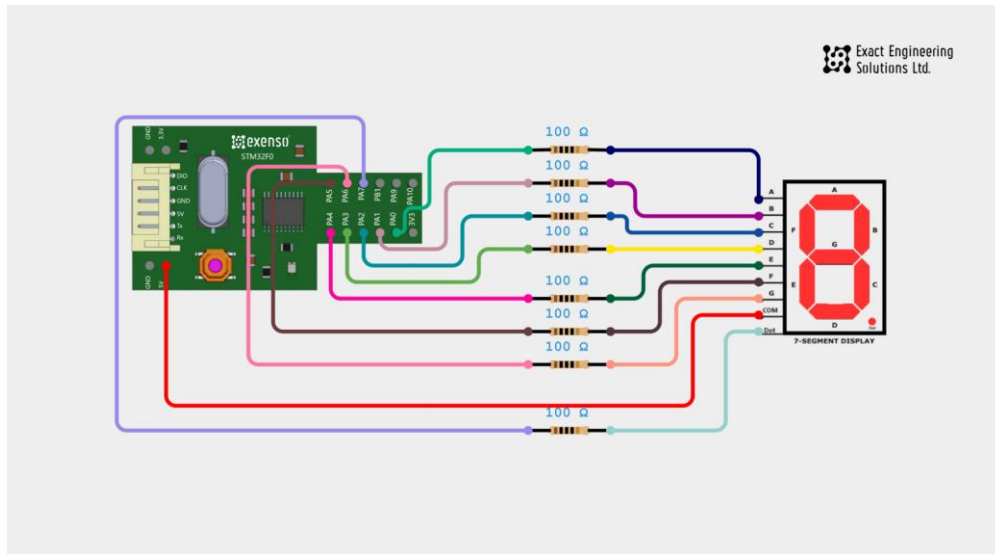 Exact Engineering
Solutions Ltd.
GND
3.3V
exenso
STM32F0
DIO
CLK
GND
5V
Tx
Rx
GND
5V
PA5
PA6
PA7
PB1
PA9
PA10
PA4
PA3
PA2
PA1
PA0
3V3
100 Ω
100 Ω
100 Ω
100 Ω
100 Ω
100 Ω
100 Ω
100 Ω
A
B
C
D
E
F
G
COM
Dot
A
F
B
G
E
C
D
7-SEGMENT DISPLAY